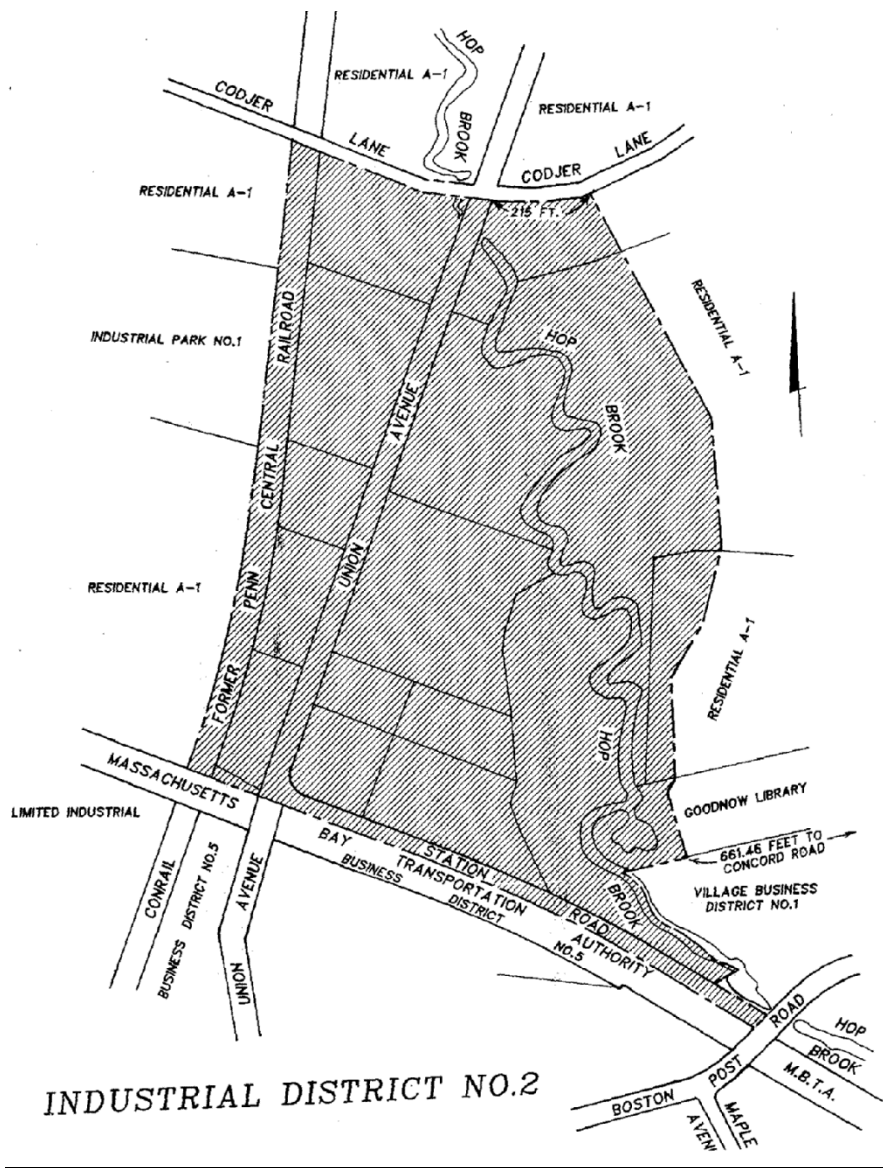 HOP
BROOK
RESIDENTIAL A-1
RESIDENTIAL A-1
CODJER
LANE
CODJER
LANE
215 FT.
RESIDENTIAL A-1
RESIDENTIAL A-1
INDUSTRIAL PARK NO.1
RAILROAD
CENTRAL
PENN
FORMER
HOP
BROOK
AVENUE
UNION
RESIDENTIAL A-1
RESIDENTIAL A-1
HOP
BROOK
GOODNOW LIBRARY
661.46 FEET TO
CONCORD ROAD
VILLAGE BUSINESS
DISTRICT NO.1
MASSACHUSETTS
BAY TRANSPORTATION AUTHORITY
STATION ROAD
LIMITED INDUSTRIAL
BUSINESS DISTRICT NO.5
CONRAIL
BUSINESS DISTRICT NO.5
AVENUE
UNION
BOSTON POST ROAD
HOP
BROOK
M.B.T.A.
MAPLE
AVENU
INDUSTRIAL DISTRICT NO.2